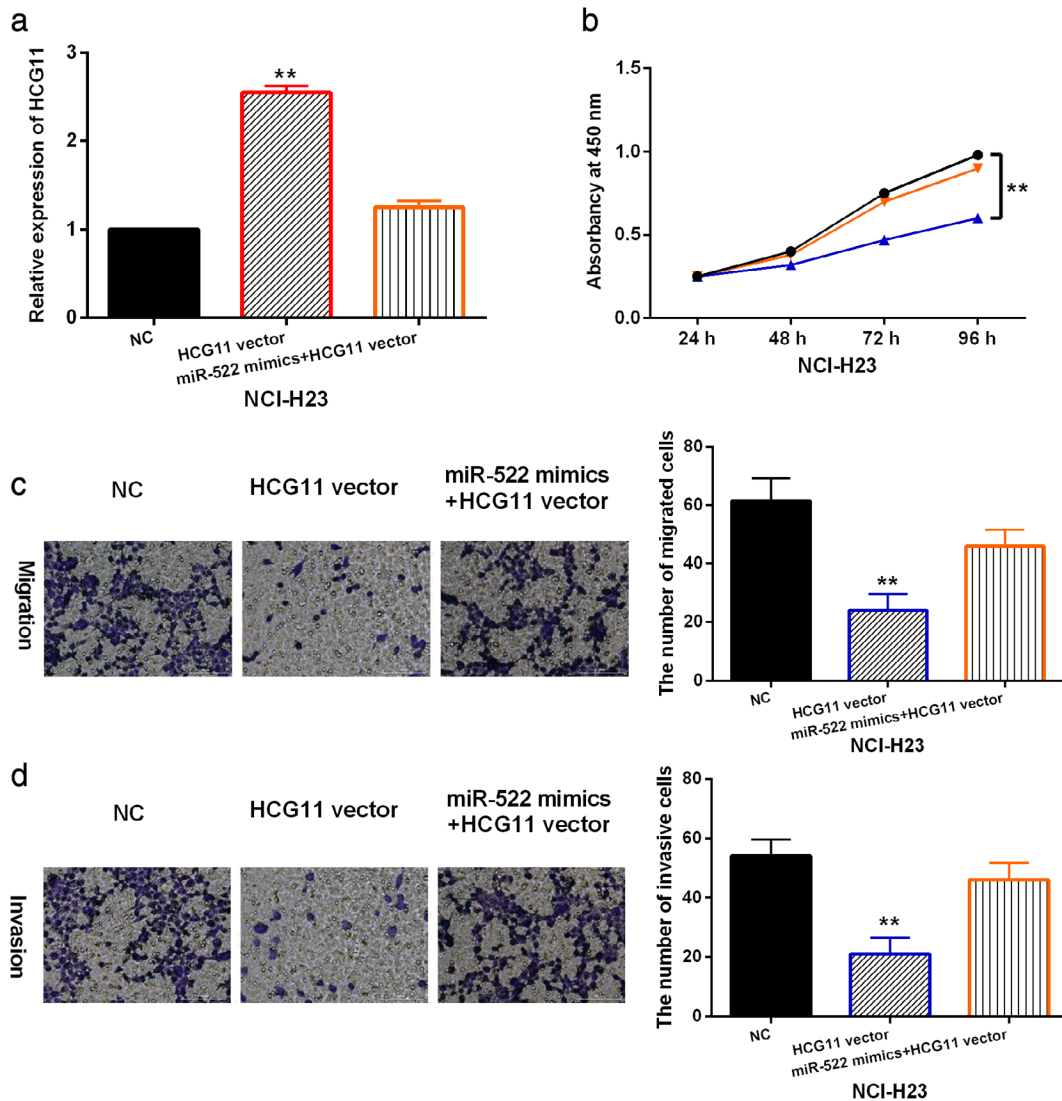 a
Relative expression of HCG11
3
2
1
0
**
NC
HCG11 vector
miR-522 mimics+HCG11 vector
NCI-H23
b
Absorbancy at 450 nm
1.5
1.0
0.5
0.0
**
24 h 48 h 72 h 96 h
NCI-H23
c
NC
HCG11 vector
miR-522 mimics
+HCG11 vector
Migration
The number of migrated cells
80
60
40
20
0
**
NC
HCG11 vector
miR-522 mimics+HCG11 vector
NCI-H23
d
NC
HCG11 vector
miR-522 mimics
+HCG11 vector
Invasion
The number of invasive cells
80
60
40
20
0
**
NC
HCG11 vector
miR-522 mimics+HCG11 vector
NCI-H23